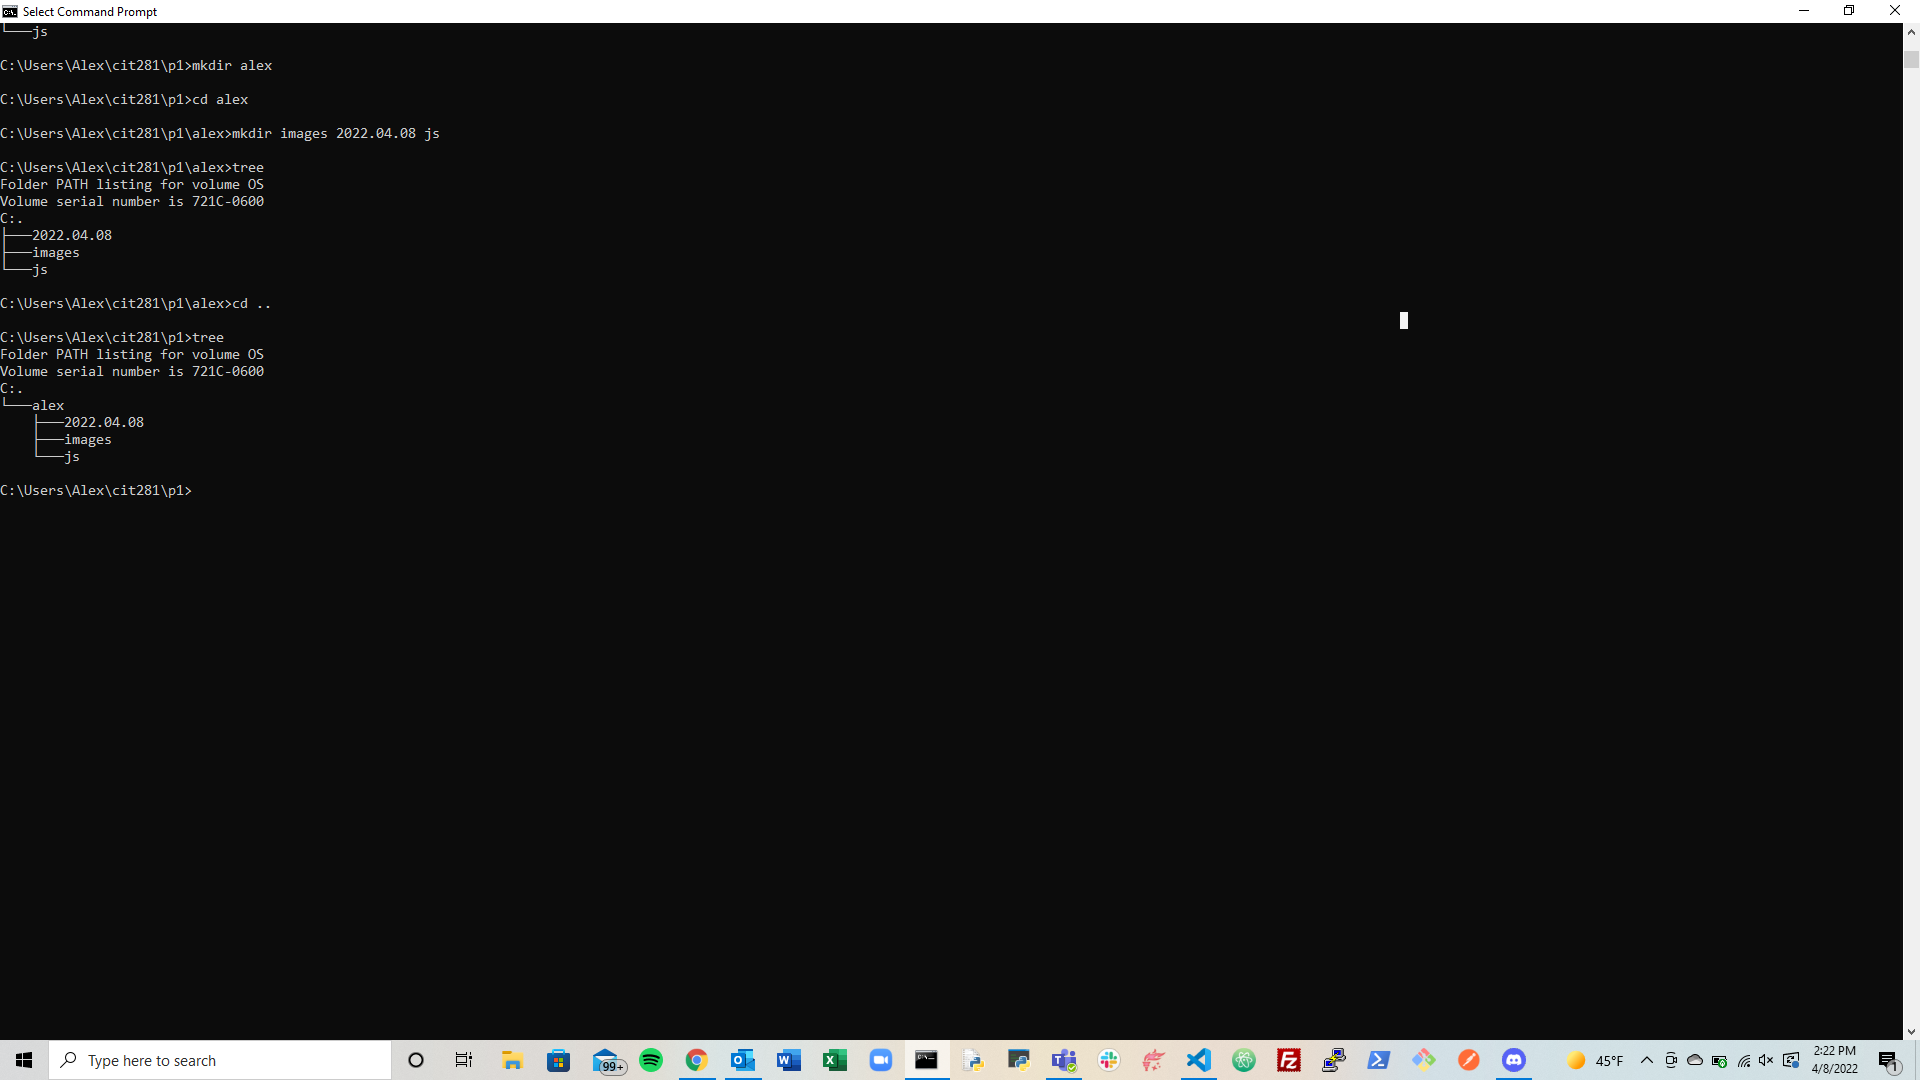 Select Command Prompt
└───js
C:\Users\Alex\cit281\p1>mkdir alex
C:\Users\Alex\cit281\p1>cd alex
C:\Users\Alex\cit281\p1\alex>mkdir images 2022.04.08 js
C:\Users\Alex\cit281\p1\alex>tree
Folder PATH listing for volume OS
Volume serial number is 721C-0600
C:.
├───2022.04.08
├───images
└───js
C:\Users\Alex\cit281\p1\alex>cd ..
C:\Users\Alex\cit281\p1>tree
Folder PATH listing for volume OS
Volume serial number is 721C-0600
C:.
└───alex
    ├───2022.04.08
    ├───images
    └───js
C:\Users\Alex\cit281\p1>
Type here to search
99+
45°F
2:22 PM
4/8/2022
1